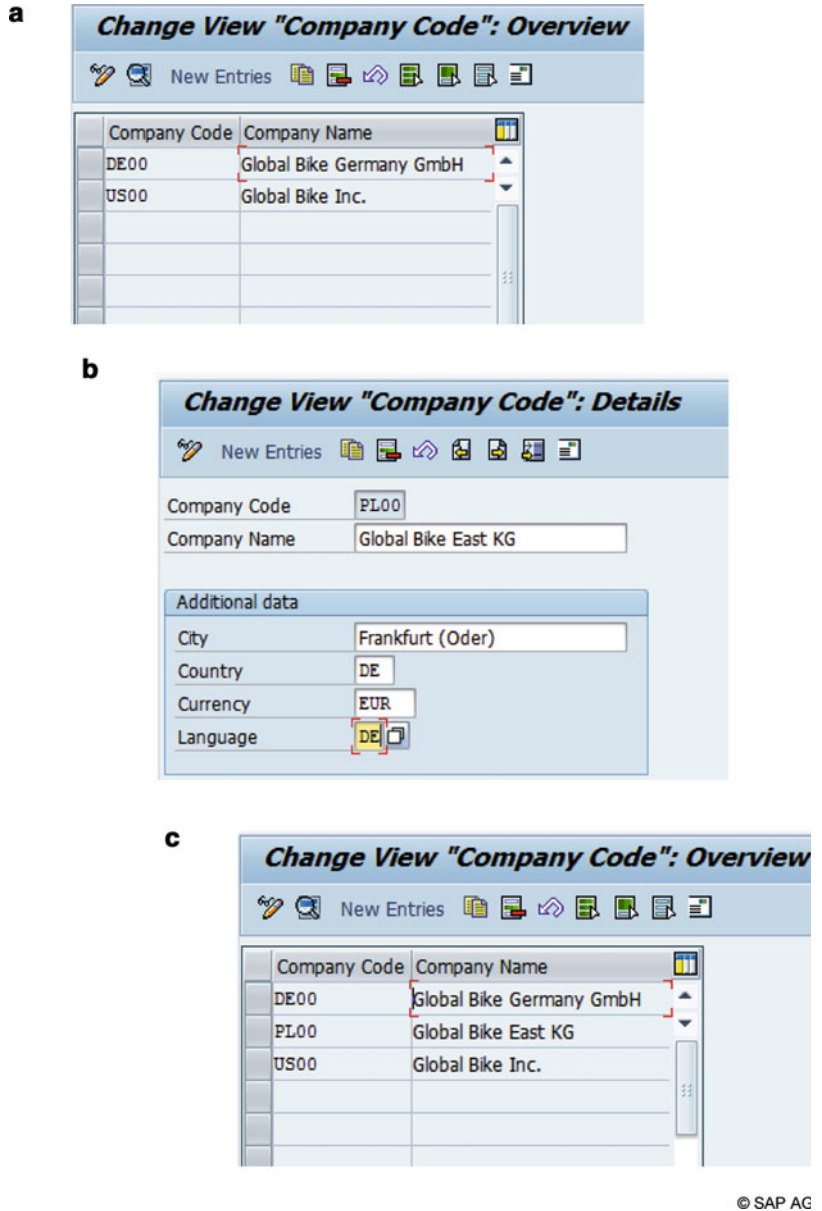 a
Change View "Company Code": Overview
New Entries
Company Code Company Name
DE00 Global Bike Germany GmbH
US00 Global Bike Inc.
b
Change View "Company Code": Details
New Entries
Company Code PL00
Company Name Global Bike East KG
Additional data
City Frankfurt (Oder)
Country DE
Currency EUR
Language DE
c
Change View "Company Code": Overview
New Entries
Company Code Company Name
DE00 Global Bike Germany GmbH
PL00 Global Bike East KG
US00 Global Bike Inc.
© SAP AG